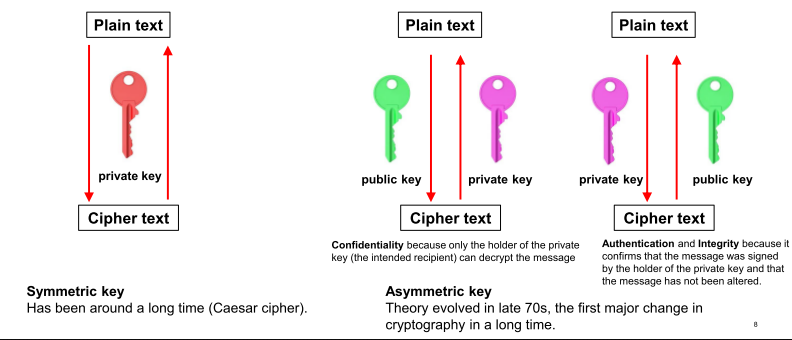 Plain text
private key
Cipher text
Symmetric key
Has been around a long time (Caesar cipher).
Plain text
public key
private key
Cipher text
Confidentiality because only the holder of the private
key (the intended recipient) can decrypt the message
Plain text
private key
public key
Cipher text
Authentication and Integrity because it
confirms that the message was signed
by the holder of the private key and that
the message has not been altered.
Asymmetric key
Theory evolved in late 70s, the first major change in
cryptography in a long time.
8